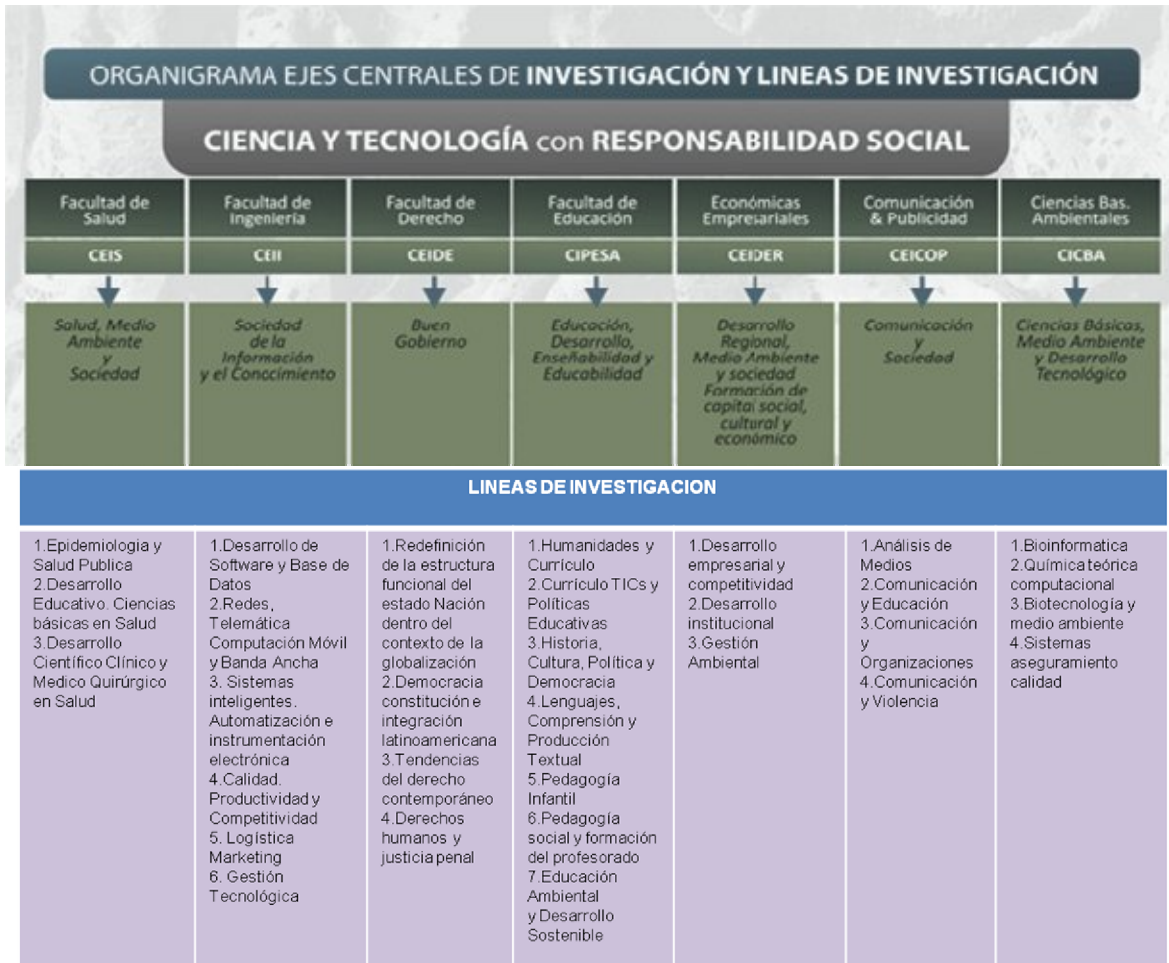 ORGANIGRAMA EJES CENTRALES DE INVESTIGACIÓN Y LINEAS DE INVESTIGACIÓN
CIENCIA Y TECNOLOGÍA con RESPONSABILIDAD SOCIAL
Facultad de
Salud
CEIS
Salud, Medio
Ambiente
y
Sociedad
Facultad de
Ingeniería
CEII
Sociedad
de la
Información
y el Conocimiento
Facultad de
Derecho
CEIDE
Buen
Gobierno
Facultad de
Educación
CIPESA
Educación,
Desarrollo,
Enseñabilidad y
Educabilidad
Económicas
Empresariales
CEIDER
Desarrollo
Regional,
Medio Ambiente
y sociedad
Formación de
capital social,
cultural y
económico
Comunicación
& Publicidad
CEICOP
Comunicación
y
Sociedad
Ciencias Bas.
Ambientales
CICBA
Ciencias Básicas,
Medio Ambiente
y Desarrollo
Tecnológico
LINEAS DE INVESTIGACION
1.Epidemiologia y
Salud Publica
2.Desarrollo
Educativo. Ciencias
básicas en Salud
3.Desarrollo
Científico Clínico y
Medico Quirúrgico
en Salud
1.Desarrollo de
Software y Base de
Datos
2.Redes,
Telemática
Computación Móvil
y Banda Ancha
3. Sistemas
inteligentes.
Automatización e
instrumentación
electrónica
4.Calidad.
Productividad y
Competitividad
5. Logística
Marketing
6. Gestión
Tecnológica
1.Redefinición
de la estructura
funcional del
estado Nación
dentro del
contexto de la
globalización
2.Democracia
constitución e
integración
latinoamericana
3.Tendencias
del derecho
contemporáneo
4.Derechos
humanos y
justicia penal
1.Humanidades y
Currículo
2.Currículo TICs y
Políticas
Educativas
3.Historia,
Cultura, Política y
Democracia
4.Lenguajes,
Comprensión y
Producción
Textual
5.Pedagogía
Infantil
6.Pedagogía
social y formación
del profesorado
7.Educación
Ambiental
y Desarrollo
Sostenible
1.Desarrollo
empresarial y
competitividad
2.Desarrollo
institucional
3.Gestión
Ambiental
1.Análisis de
Medios
2.Comunicación
y Educación
3.Comunicación
y
Organizaciones
4.Comunicación
y Violencia
1.Bioinformatica
2.Química teórica
computacional
3.Biotecnología y
medio ambiente
4.Sistemas
aseguramiento
calidad